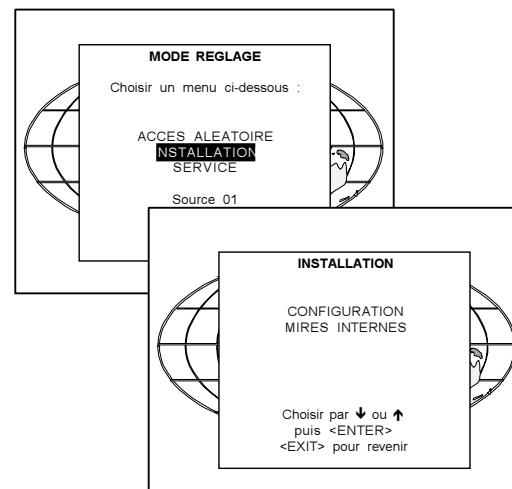 MODE REGLAGE
Choisir un menu ci-dessous :
ACCES ALEATOIRE
NSTALLATION
SERVICE
Source 01
INSTALLATION
CONFIGURATION
MIRES INTERNES
Choisir par ↓ ou ↑
puis <ENTER>
<EXIT> pour revenir